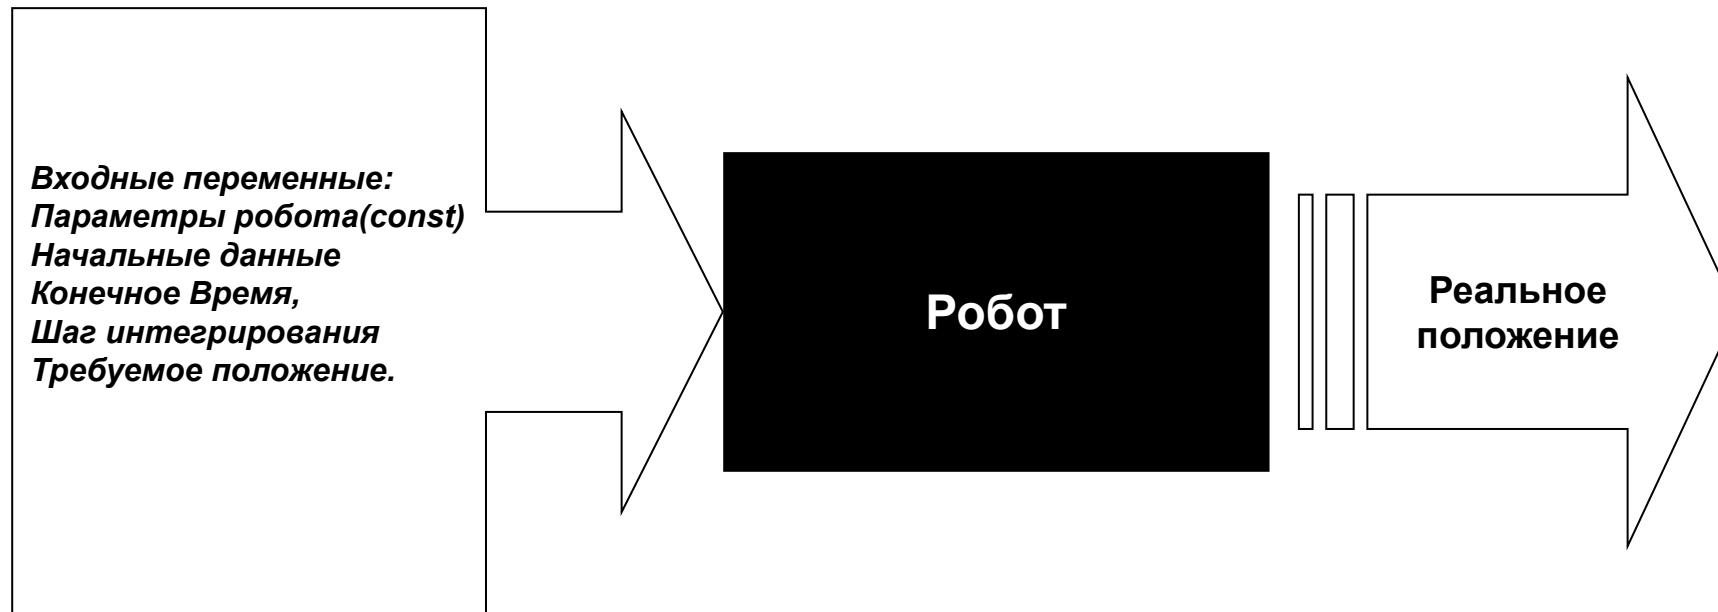 Входные переменные:
Параметры робота(const)
Начальные данные
Конечное Время,
Шаг интегрирования
Требуемое положение.
Робот
Реальное
положение